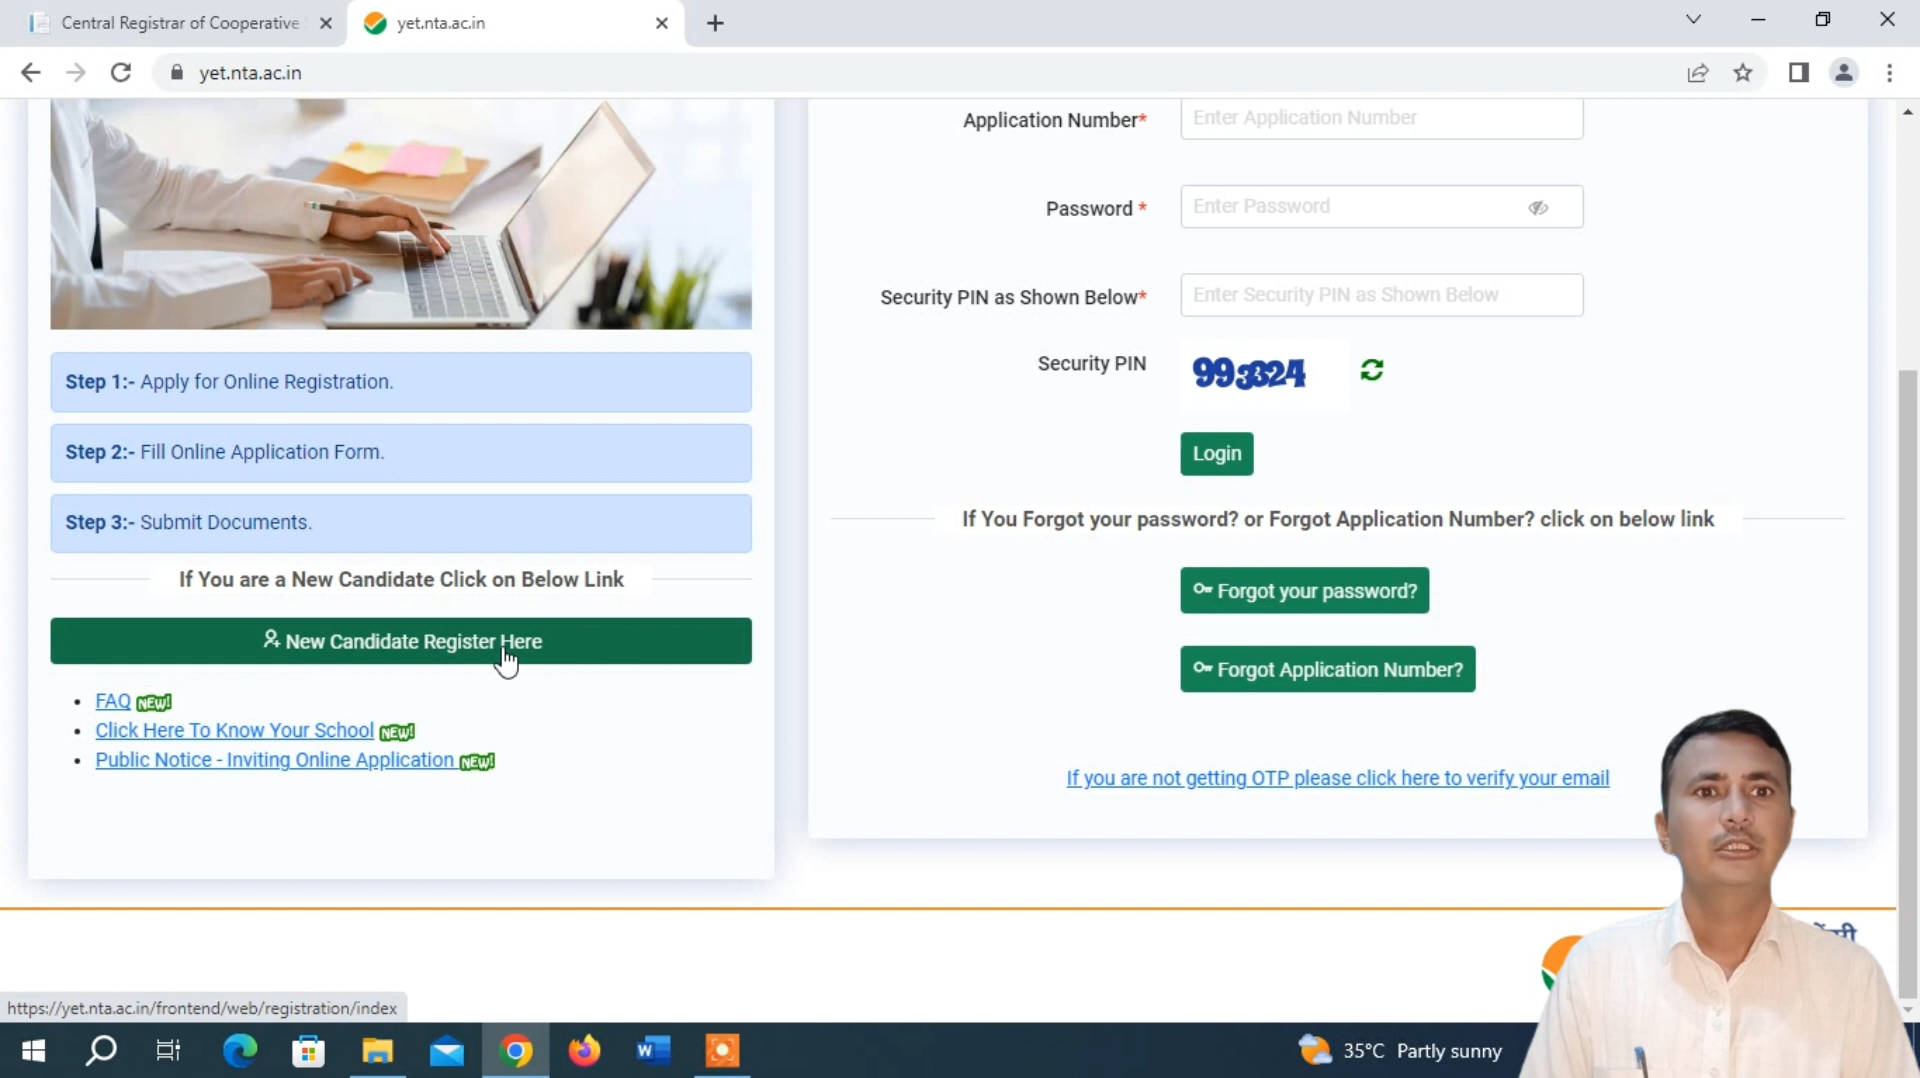 Central Registrar of Cooperative
yet.nta.ac.in
yet.nta.ac.in
Application Number*
Enter Application Number
Password *
Enter Password
Security PIN as Shown Below*
Enter Security PIN as Shown Below
Security PIN
993324
Login
If You Forgot your password? or Forgot Application Number? click on below link
Forgot your password?
Forgot Application Number?
If you are not getting OTP please click here to verify your email
Step 1:- Apply for Online Registration.
Step 2:- Fill Online Application Form.
Step 3:- Submit Documents.
If You are a New Candidate Click on Below Link
New Candidate Register Here
FAQ NEW!
Click Here To Know Your School NEW!
Public Notice - Inviting Online Application NEW!
https://yet.nta.ac.in/frontend/web/registration/index
35°C Partly sunny